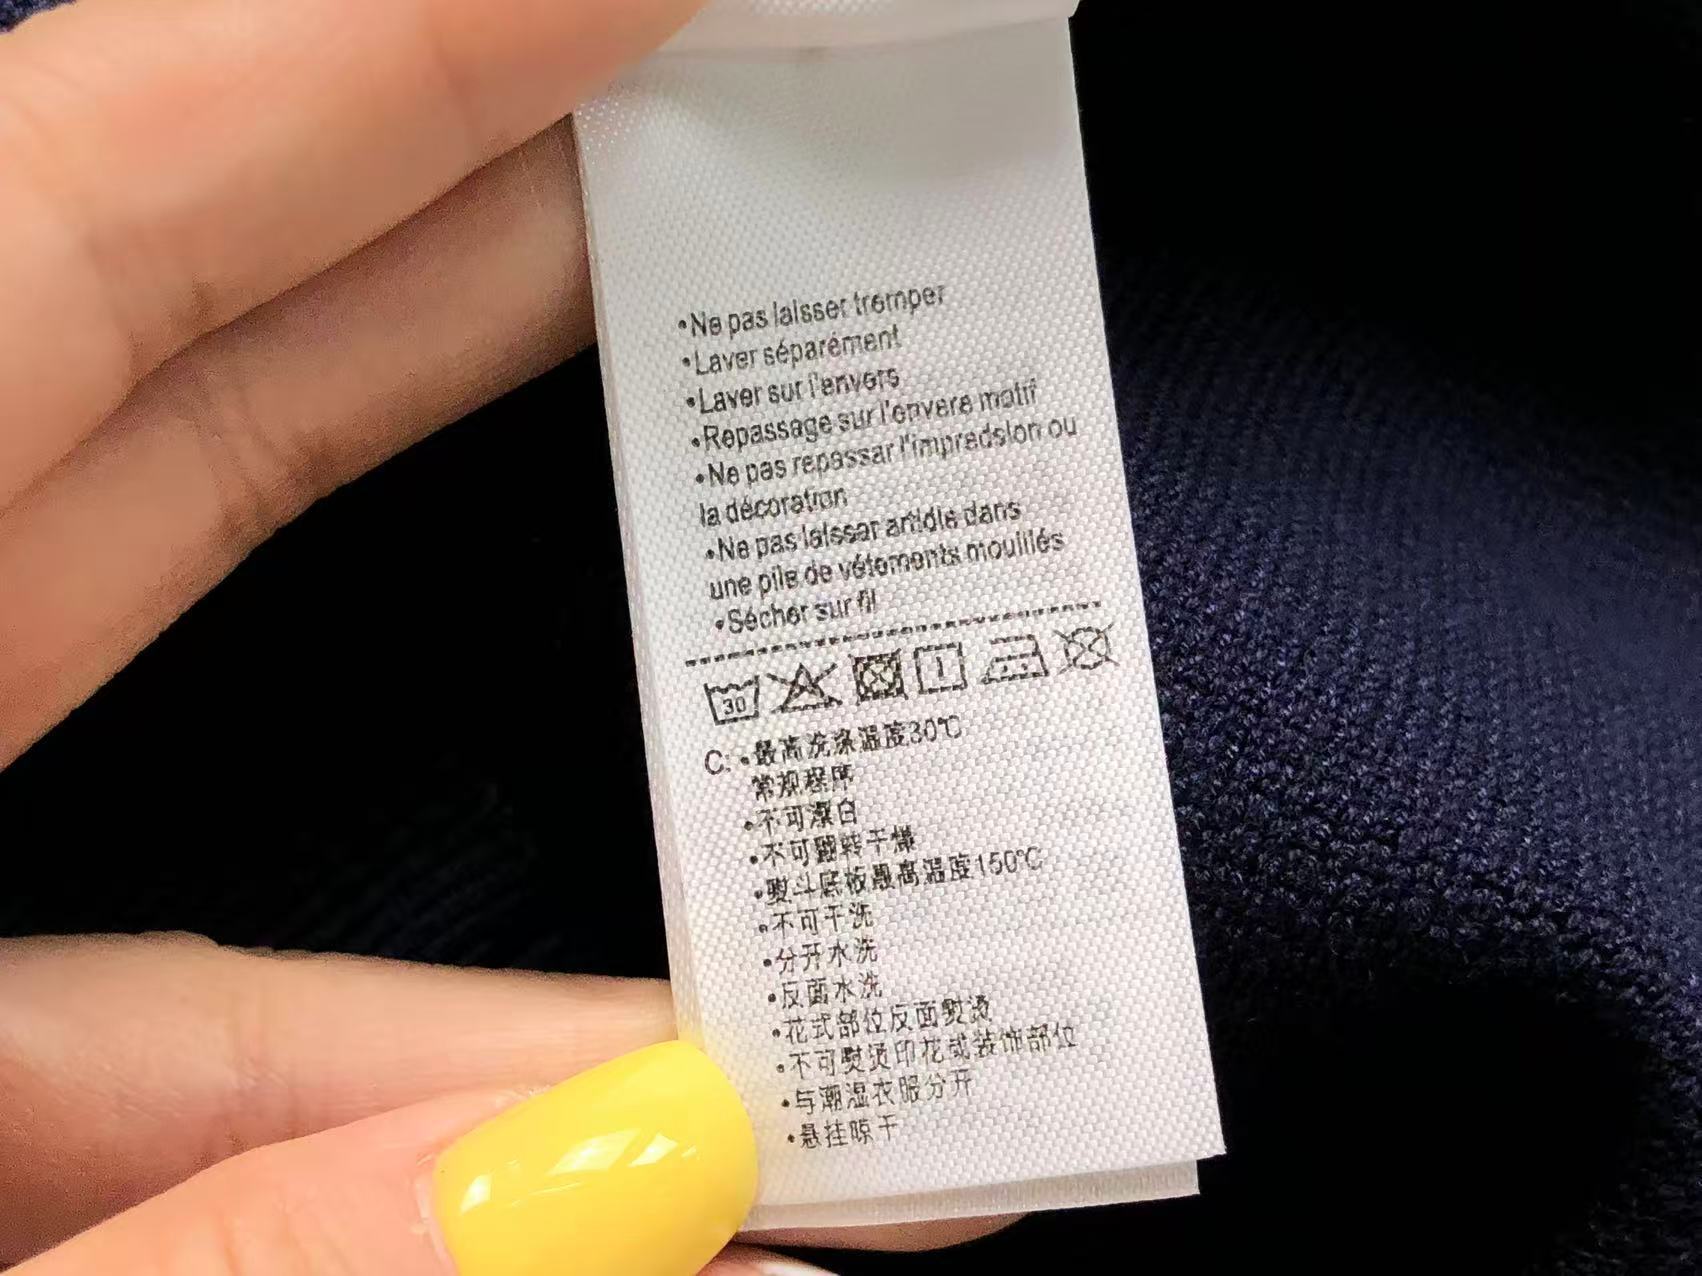 •Ne pas laisser tremper
•Laver séparément
•Laver sur l'envers
•Repassage sur l'envere motif
•Ne pas repassar l'impradsion ou
la décoration
•Ne pas laissar artidle dans
une pile de vétements mouillés
•Sécher sur fil
30
C: •最高洗涤温度30℃
常规程序
•不可漂白
•不可翻转干燥
•熨斗底板最高温度150℃
•不可干洗
•分开水洗
•反面水洗
•花式部位反面熨烫
•不可熨烫印花或装饰部位
•与潮湿衣服分开
•悬挂晾干